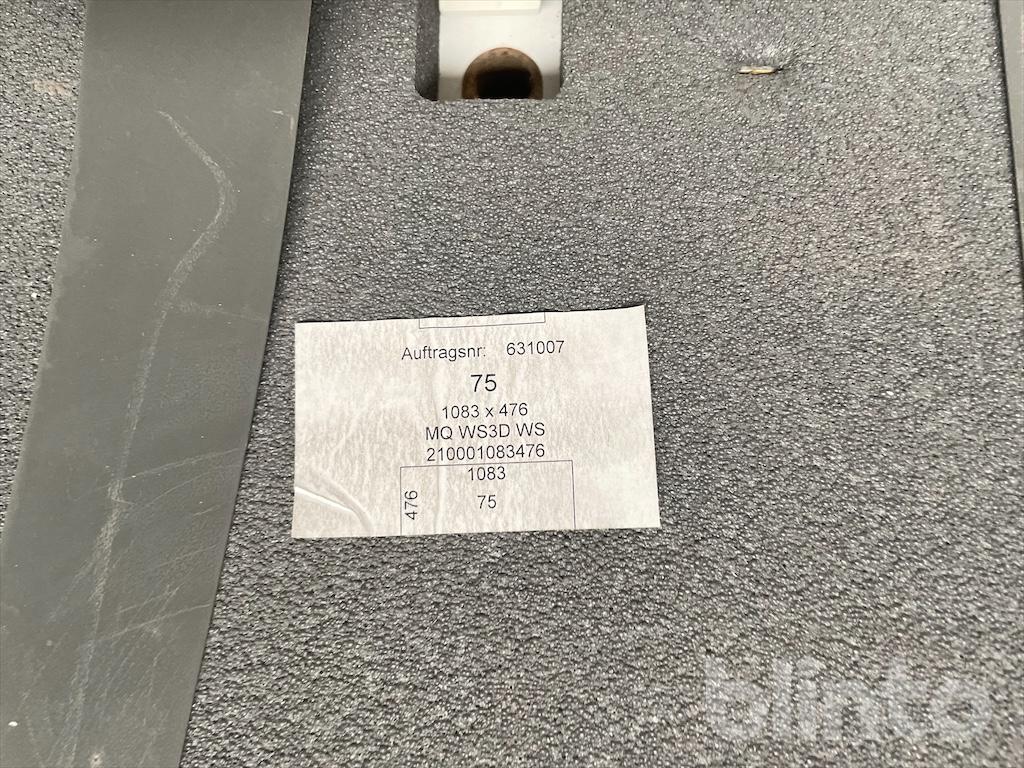 Auftragsnr: 631007
75
1083 x 476
MQ WS3D WS
210001083476
1083
476
75
blinto